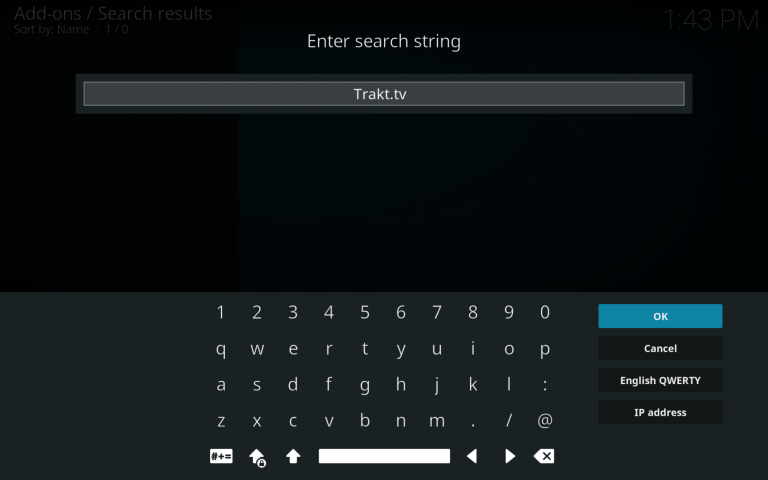 Add-ons / Search results
Sort by: Name · 1 / 0
1:43 PM
Enter search string
Trakt.tv
1 2 3 4 5 6 7 8 9 0
OK
q w e r t y u i o p
Cancel
a s d f g h j k l :
English QWERTY
z x c v b n m . / @
IP address
#+=